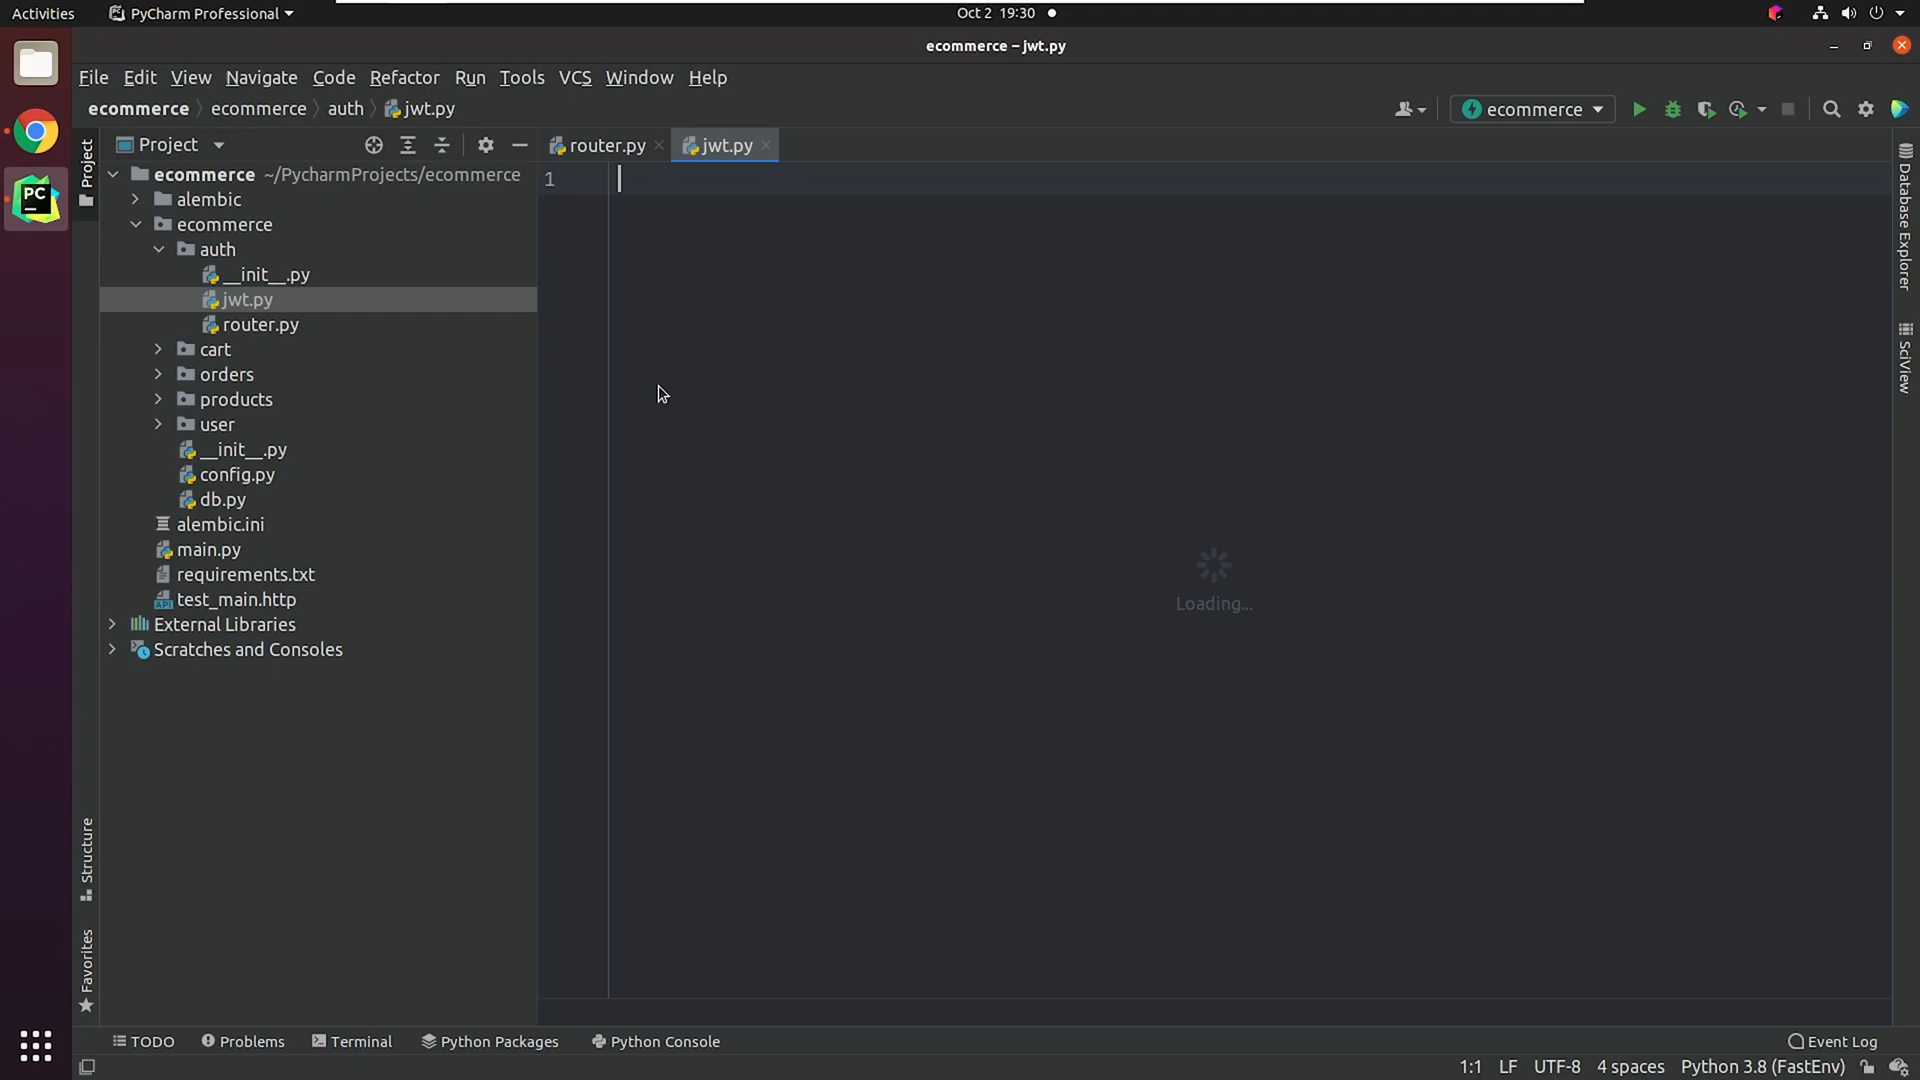 Activities PyCharm Professional Oct 2 19:30
ecommerce – jwt.py
File Edit View Navigate Code Refactor Run Tools VCS Window Help
ecommerce ecommerce auth jwt.py ecommerce
Project Project router.py jwt.py
ecommerce ~/PycharmProjects/ecommerce 1
alembic
ecommerce
auth
__init__.py
jwt.py
router.py
cart
orders
products
user
__init__.py
config.py
db.py
alembic.ini
main.py
requirements.txt
test_main.http
API
External Libraries
Scratches and Consoles
Loading...
Database Explorer
SciView
PC
Structure
Favorites
TODO Problems Terminal Python Packages Python Console Event Log
1:1 LF UTF-8 4 spaces Python 3.8 (FastEnv)